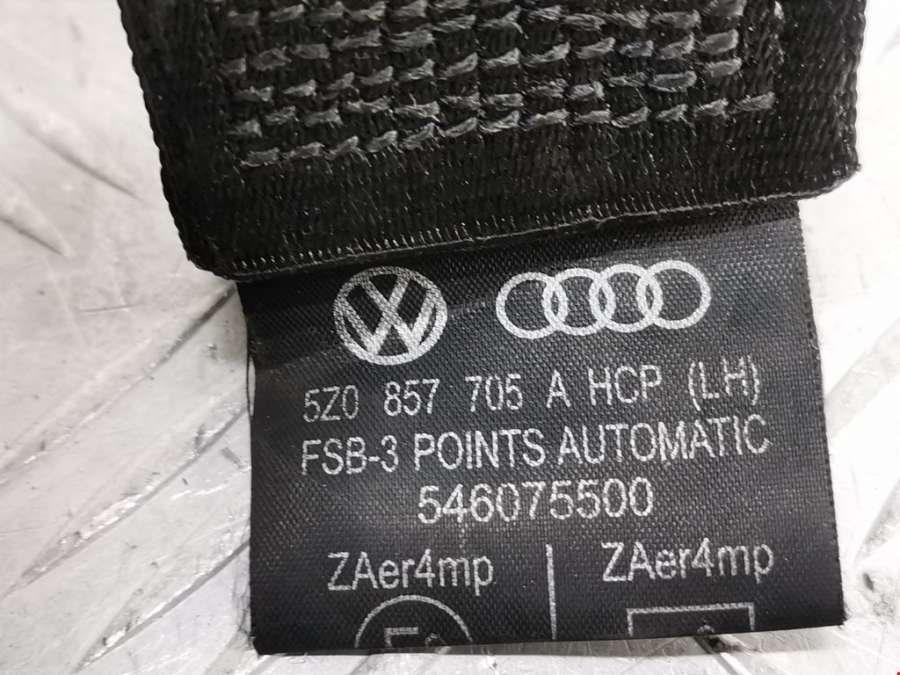 5Z0 857 705 A HCP (LH)
FSB-3 POINTS AUTOMATIC
546075500
ZAer4mp ZAer4mp